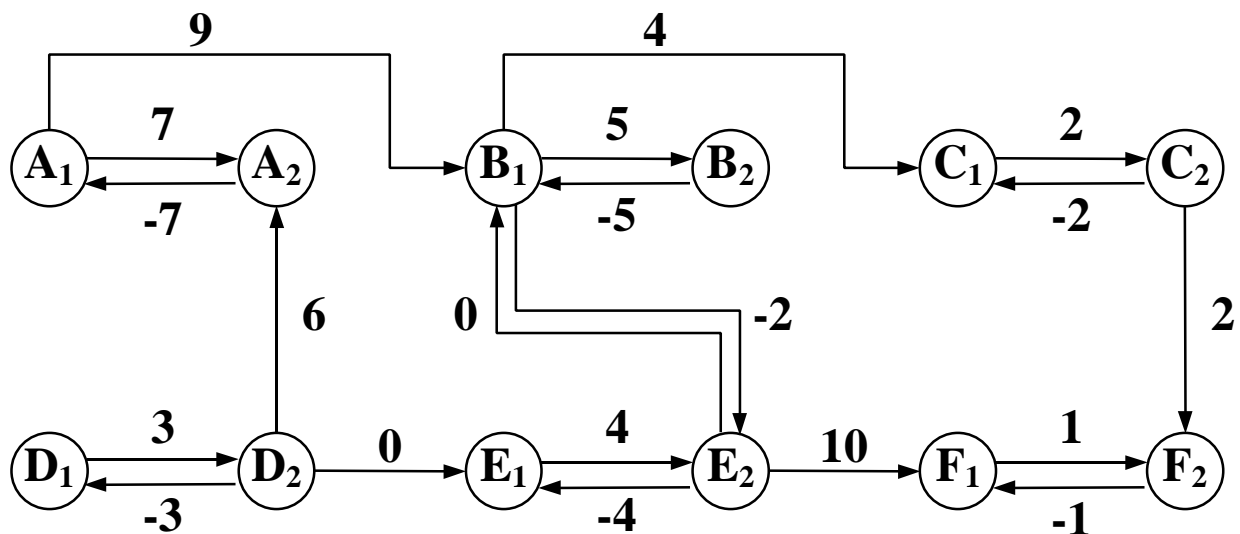 9 4
7 5 2
A₁ A₂ B₁ B₂ C₁ C₂
-7 -5 -2
6 0 -2 2
3 0 4 10 1
D₁ D₂ E₁ E₂ F₁ F₂
-3 -4 -1